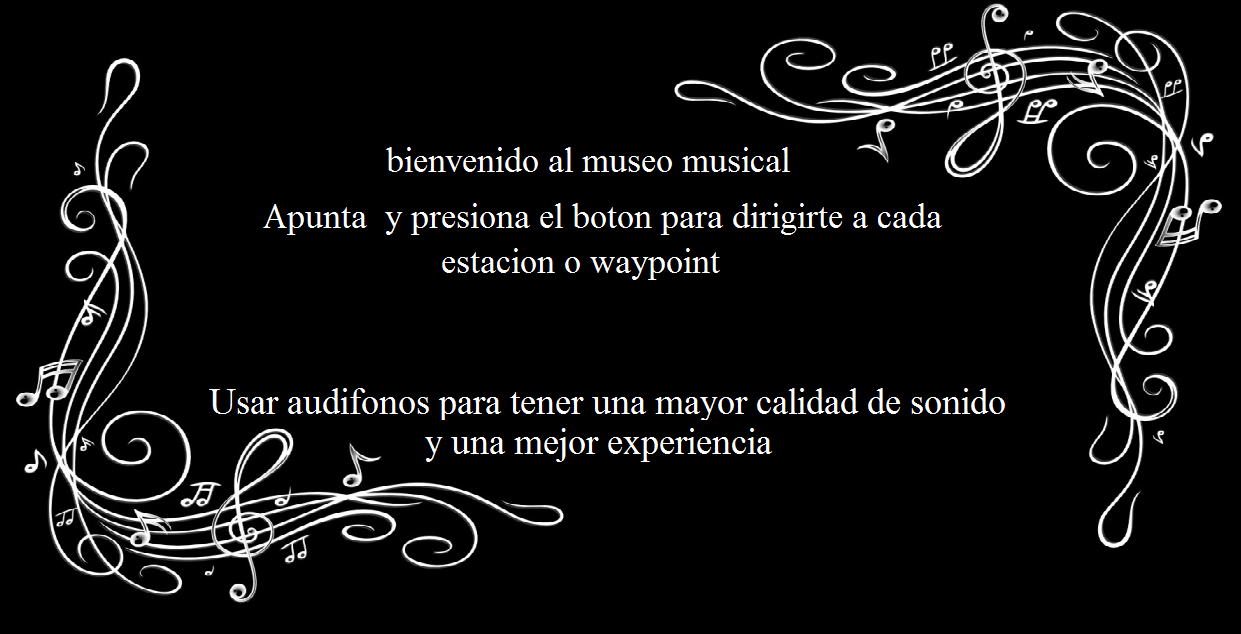 bienvenido al museo musical
Apunta  y presiona el boton para dirigirte a cada
estacion o waypoint
Usar audifonos para tener una mayor calidad de sonido
y una mejor experiencia